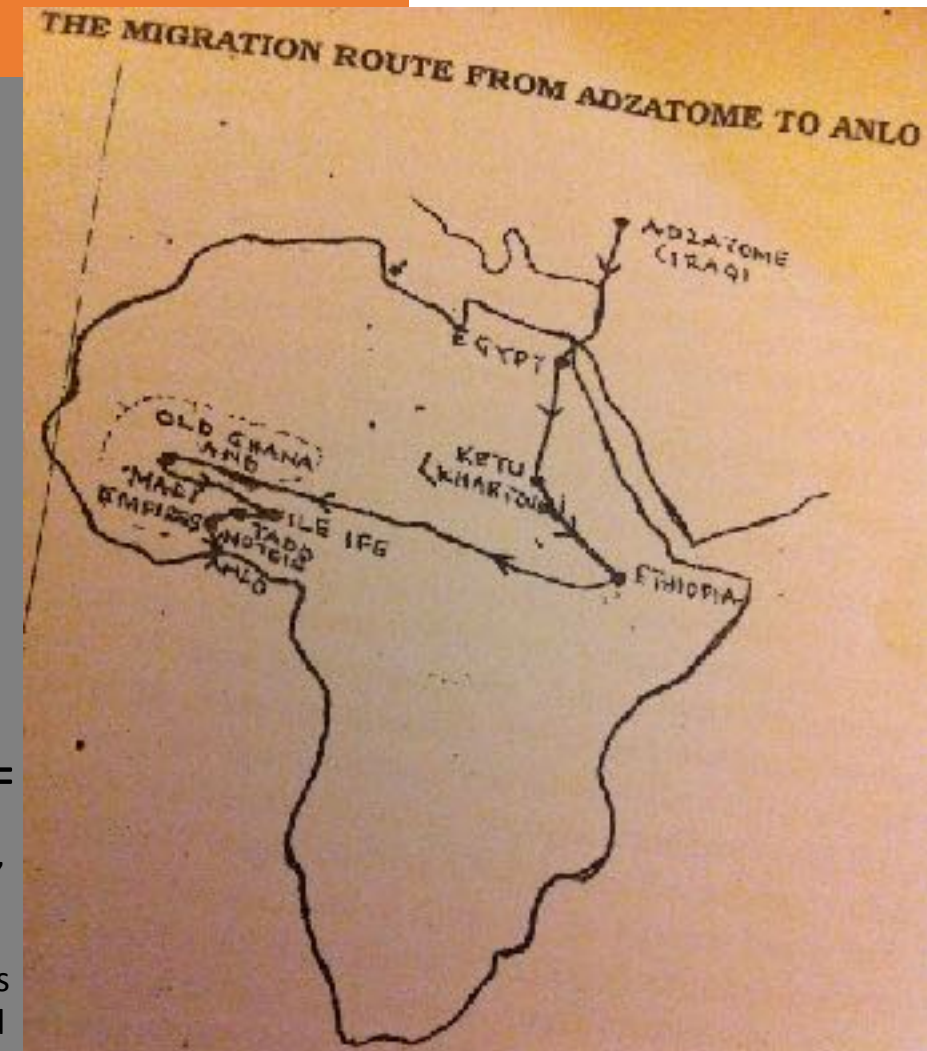 THE MIGRATION ROUTE FROM ADZATOME TO ANLO
ADZATOME
(IRAQ)
EGYPT
KETU
(KHARTOUM)
ETHIOPIA
OLD GHANA
AND
MALI
EMPIRES
ILE IFE
TADO
NOTSIE
ANLO
=
,
s